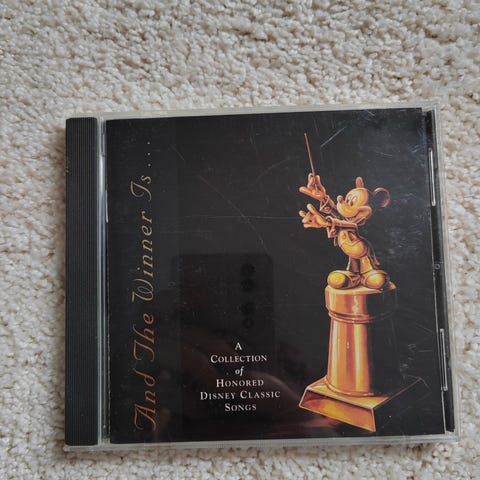 And The Winner Is....
A
COLLECTION
of
HONORED
DISNEY CLASSIC
SONGS